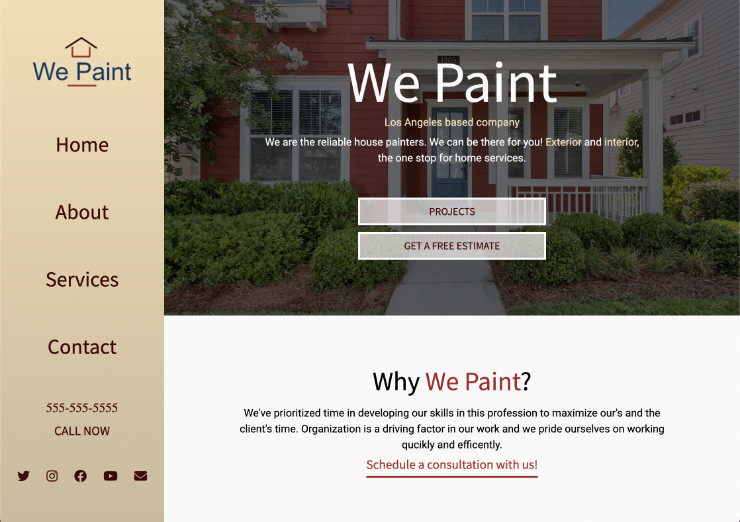 We Paint
Home
About
Services
Contact
555-555-5555
CALL NOW
We Paint
Los Angeles based company
We are the reliable house painters. We can be there for you! Exterior and interior,
the one stop for home services.
PROJECTS
GET A FREE ESTIMATE
Why We Paint?
We've prioritized time in developing our skills in this profession to maximize our's and the
client's time. Organization is a driving factor in our work and we pride ourselves on working
qucikly and efficently.
Schedule a consultation with us!